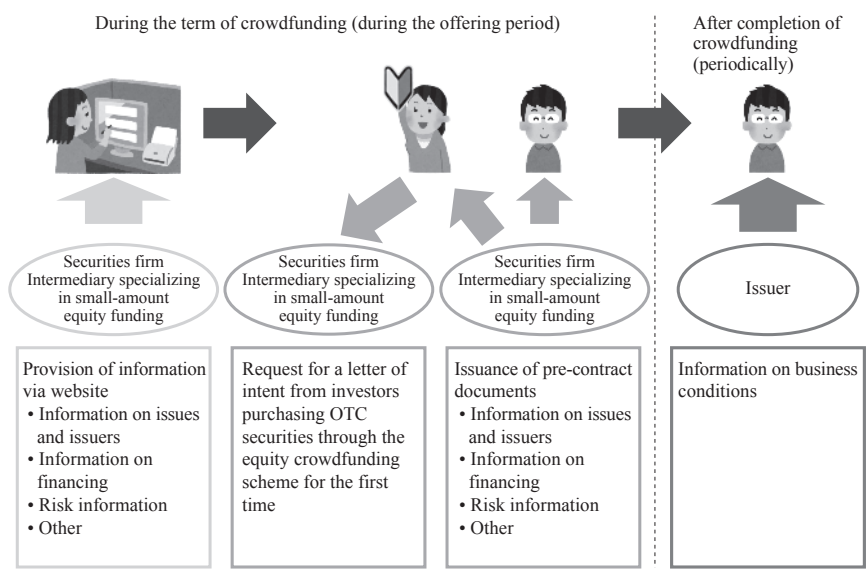 During the term of crowdfunding (during the offering period)
After completion of
crowdfunding
(periodically)
Securities firm
Intermediary specializing
in small-amount
equity funding
Securities firm
Intermediary specializing
in small-amount
equity funding
Securities firm
Intermediary specializing
in small-amount
equity funding
Issuer
Provision of information
via website
• Information on issues
and issuers
• Information on
financing
• Risk information
• Other
Request for a letter of
intent from investors
purchasing OTC
securities through the
equity crowdfunding
scheme for the first
time
Issuance of pre-contract
documents
• Information on issues
and issuers
• Information on
financing
• Risk information
• Other
Information on business
conditions